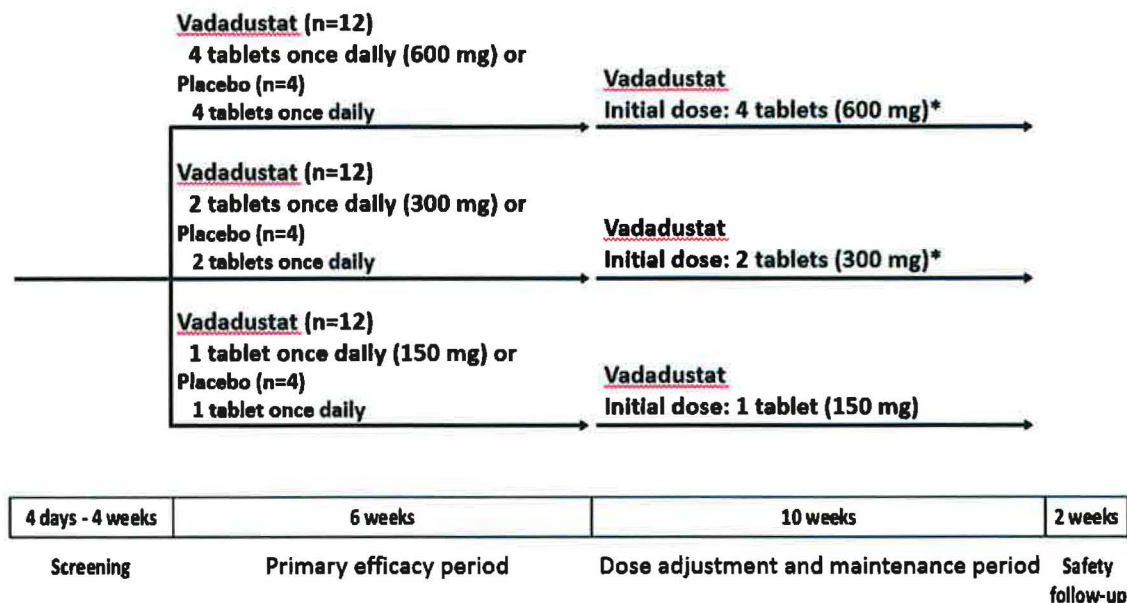 Vadadustat (n=12)
4 tablets once daily (600 mg) or
Placebo (n=4)
4 tablets once daily
Vadadustat
Initial dose: 4 tablets (600 mg)*
Vadadustat (n=12)
2 tablets once daily (300 mg) or
Placebo (n=4)
2 tablets once daily
Vadadustat
Initial dose: 2 tablets (300 mg)*
Vadadustat (n=12)
1 tablet once daily (150 mg) or
Placebo (n=4)
1 tablet once daily
Vadadustat
Initial dose: 1 tablet (150 mg)
4 days - 4 weeks
6 weeks
10 weeks
2 weeks
Screening
Primary efficacy period
Dose adjustment and maintenance period
Safety
follow-up